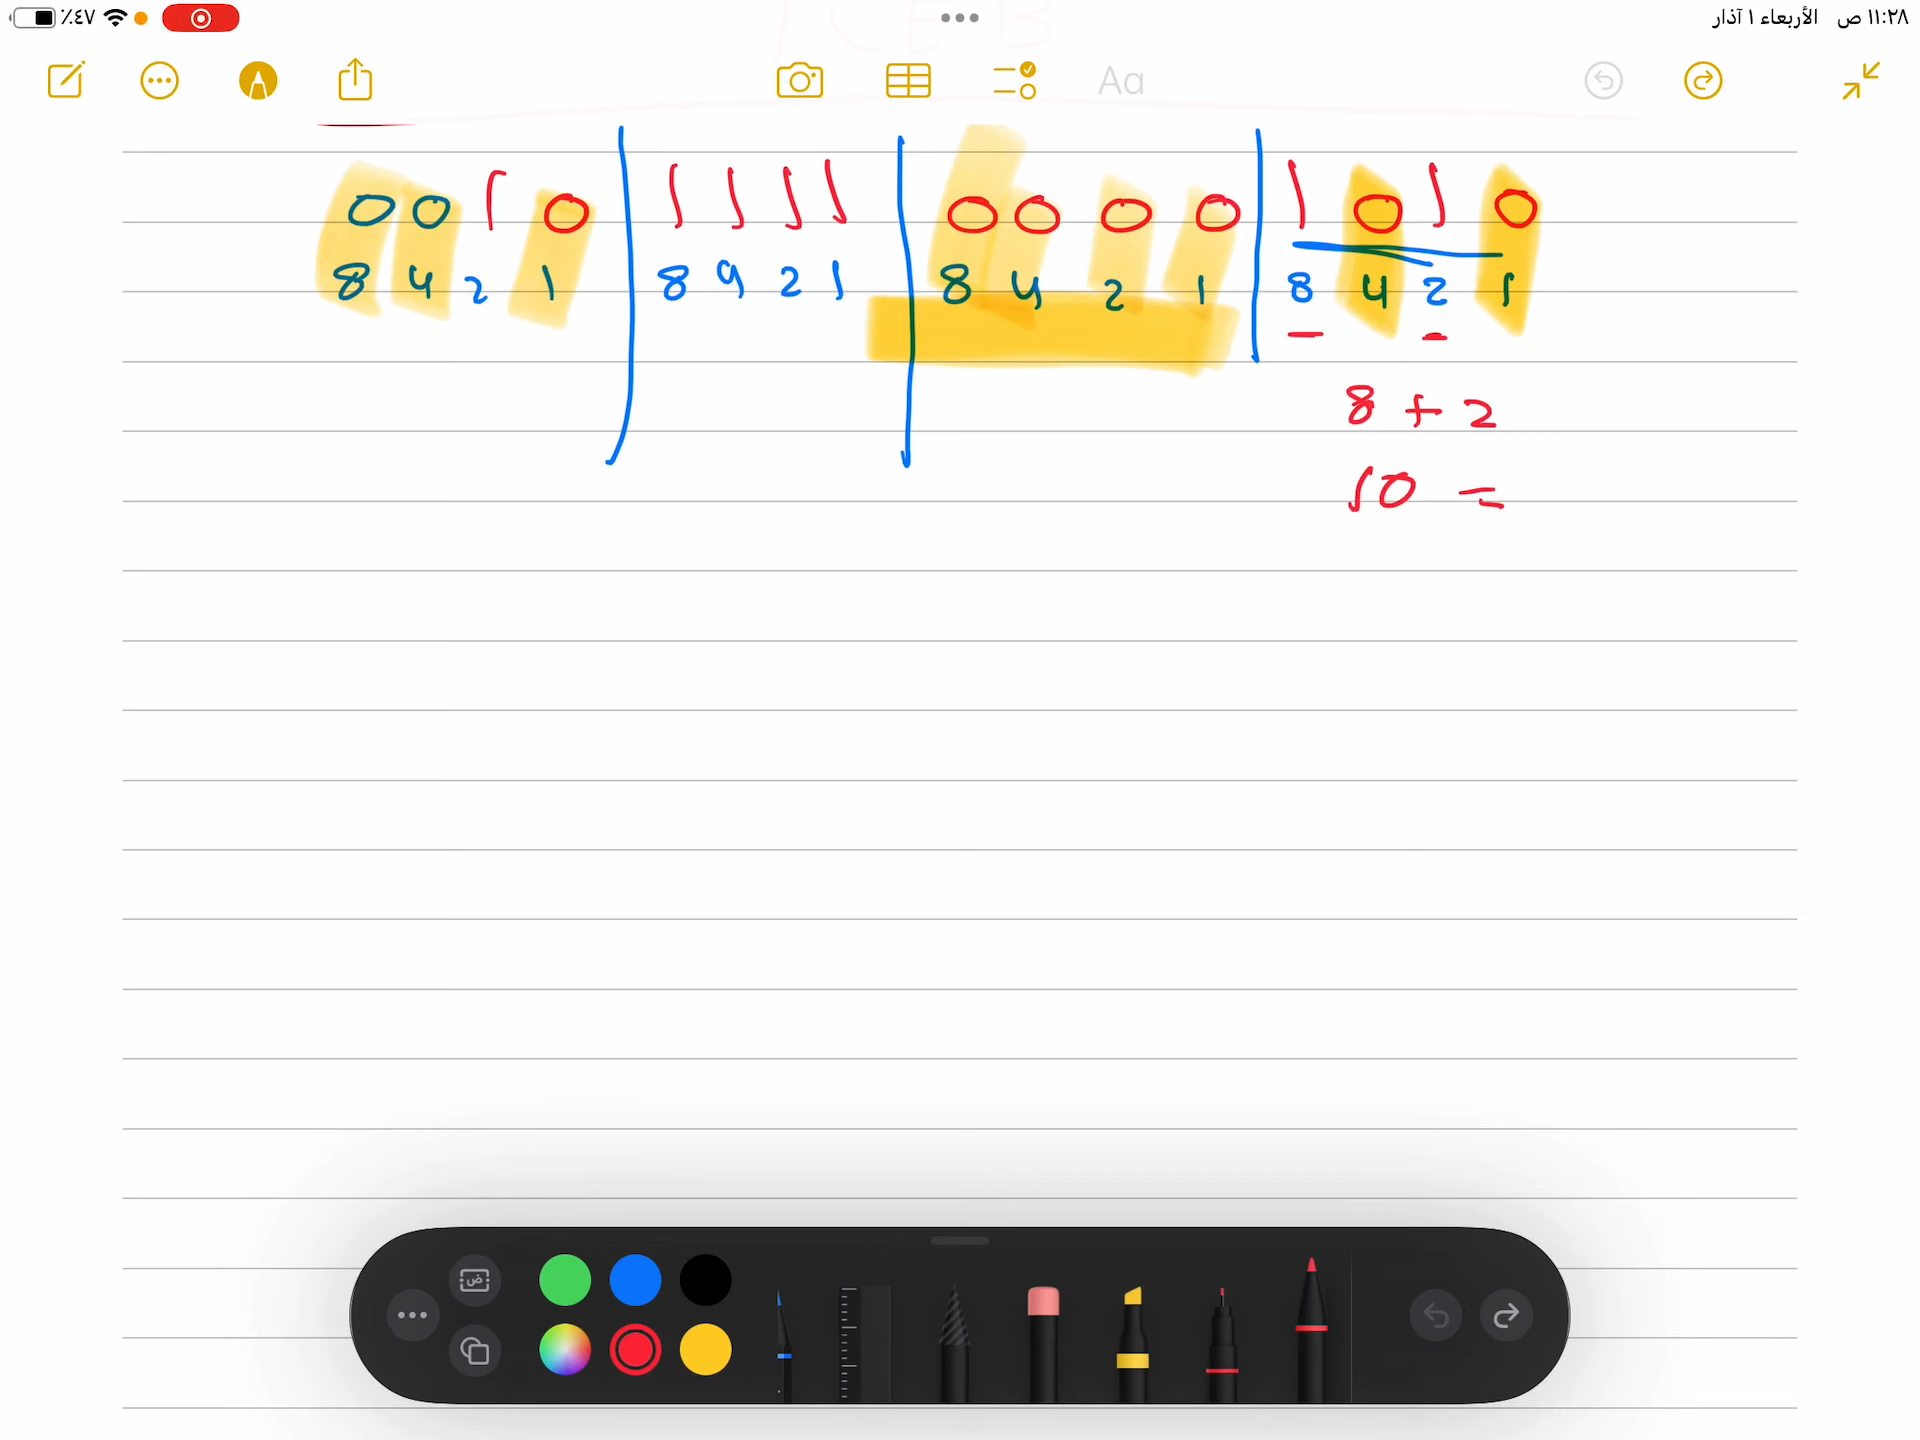 ٪٤٧ الأربعاء ١ آذار ١١:٢٨ ص
Aa
0 0 1 0 1 1 1 1 0 0 0 0 1 0 1 0
8 4 2 1 8 4 2 1 8 4 2 1 8 4 2 1
8 + 2
10 =
ض